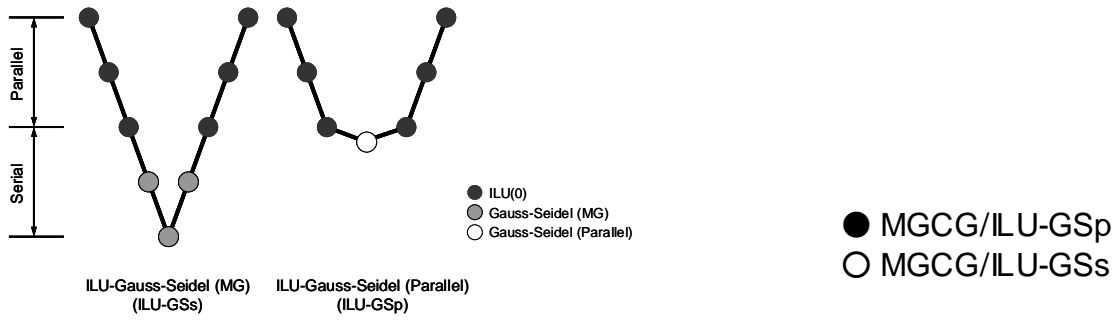 Parallel
Serial
ILU(0)
Gauss-Seidel (MG)
Gauss-Seidel (Parallel)
ILU-Gauss-Seidel (MG)
(ILU-GSs)
ILU-Gauss-Seidel (Parallel)
(ILU-GSp)
MGCG/ILU-GSp
MGCG/ILU-GSs